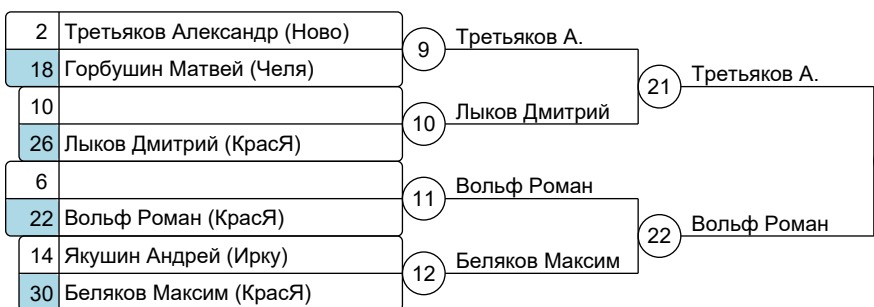 2 Третьяков Александр (Ново)
18 Горбушин Матвей (Челя)
10
26 Лыков Дмитрий (КрасЯ)
6
22 Вольф Роман (КрасЯ)
14 Якушин Андрей (Ирку)
30 Беляков Максим (КрасЯ)
9 Третьяков А.
10 Лыков Дмитрий
11 Вольф Роман
12 Беляков Максим
21 Третьяков А.
22 Вольф Роман